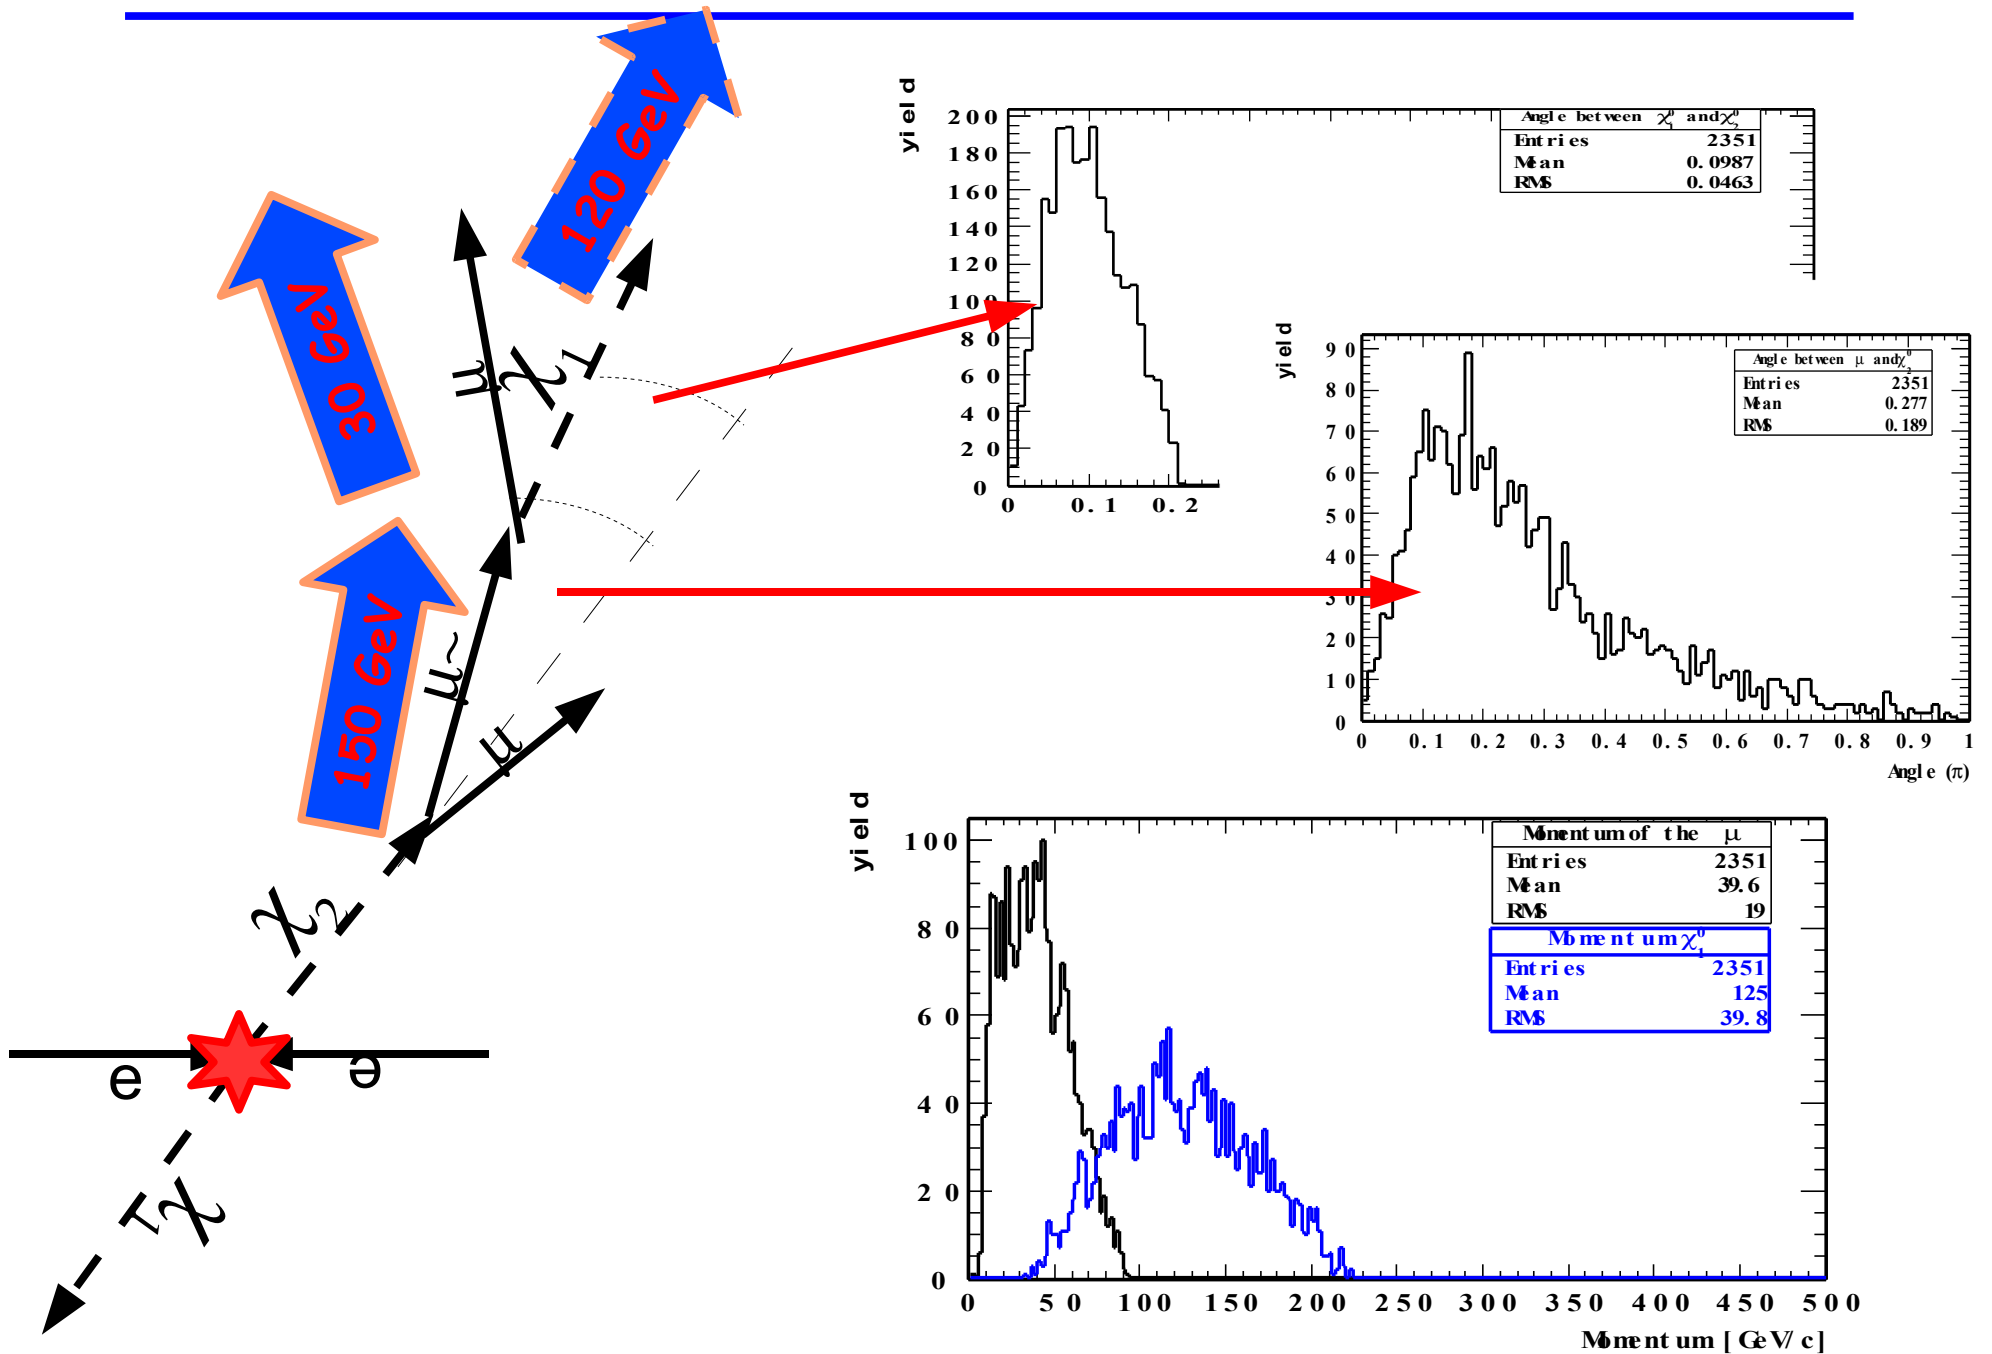 120 GeV
30 GeV
150 GeV
μ
χ1
μ~
μ
χ2
e
e
χ1
yield
200
180
160
140
120
100
80
60
40
20
0
0 0.1 0.2
Angle between χ⁰₁ and χ⁰₂
Entries 2351
Mean 0.0987
RMS 0.0463
yield
90
80
70
60
50
40
30
20
10
0
0 0.1 0.2 0.3 0.4 0.5 0.6 0.7 0.8 0.9 1
Angle (π)
Angle between μ and χ⁰₂
Entries 2351
Mean 0.277
RMS 0.189
yield
100
80
60
40
20
0
0 50 100 150 200 250 300 350 400 450 500
Momentum [GeV/c]
Momentum of the μ
Entries 2351
Mean 39.6
RMS 19
Momentum χ⁰₁
Entries 2351
Mean 125
RMS 39.8